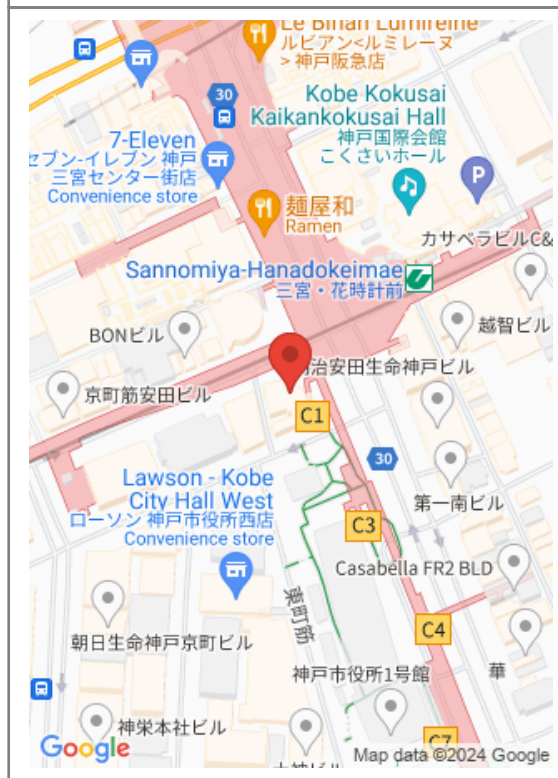 Le Binah Lumireine
ルビアン<ルミレーヌ
> 神戸阪急店
30
Kobe Kokusai
Kaikankokusai Hall
神戸国際会館
こくさいホール
7-Eleven
セブン-イレブン 神戸
三宮センター街店
Convenience store
P
麺屋和
Ramen
カサベラビルC&
Sannomiya-Hanadokeimae
三宮・花時計前
越智ビル
BONビル
治安田生命神戸ビル
京町筋安田ビル
C1
30
Lawson - Kobe
City Hall West
ローソン 神戸市役所西店
Convenience store
第一南ビル
C3
Casabella FR2 BLD
東町筋
C4
朝日生命神戸京町ビル
神戸市役所1号館
華
神栄本社ビル
C7
Google
Map data ©2024 Google